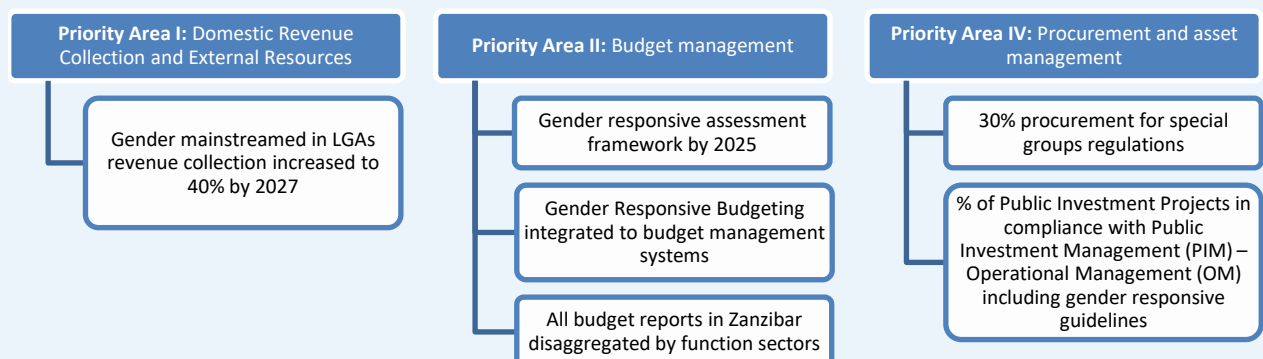 Priority Area I: Domestic Revenue
Collection and External Resources
Gender mainstreamed in LGAs
revenue collection increased to
40% by 2027
Priority Area II: Budget management
Gender responsive assessment
framework by 2025
Gender Responsive Budgeting
integrated to budget management
systems
All budget reports in Zanzibar
disaggregated by function sectors
Priority Area IV: Procurement and asset
management
30% procurement for special
groups regulations
% of Public Investment Projects in
compliance with Public
Investment Management (PIM) –
Operational Management (OM)
including gender responsive
guidelines